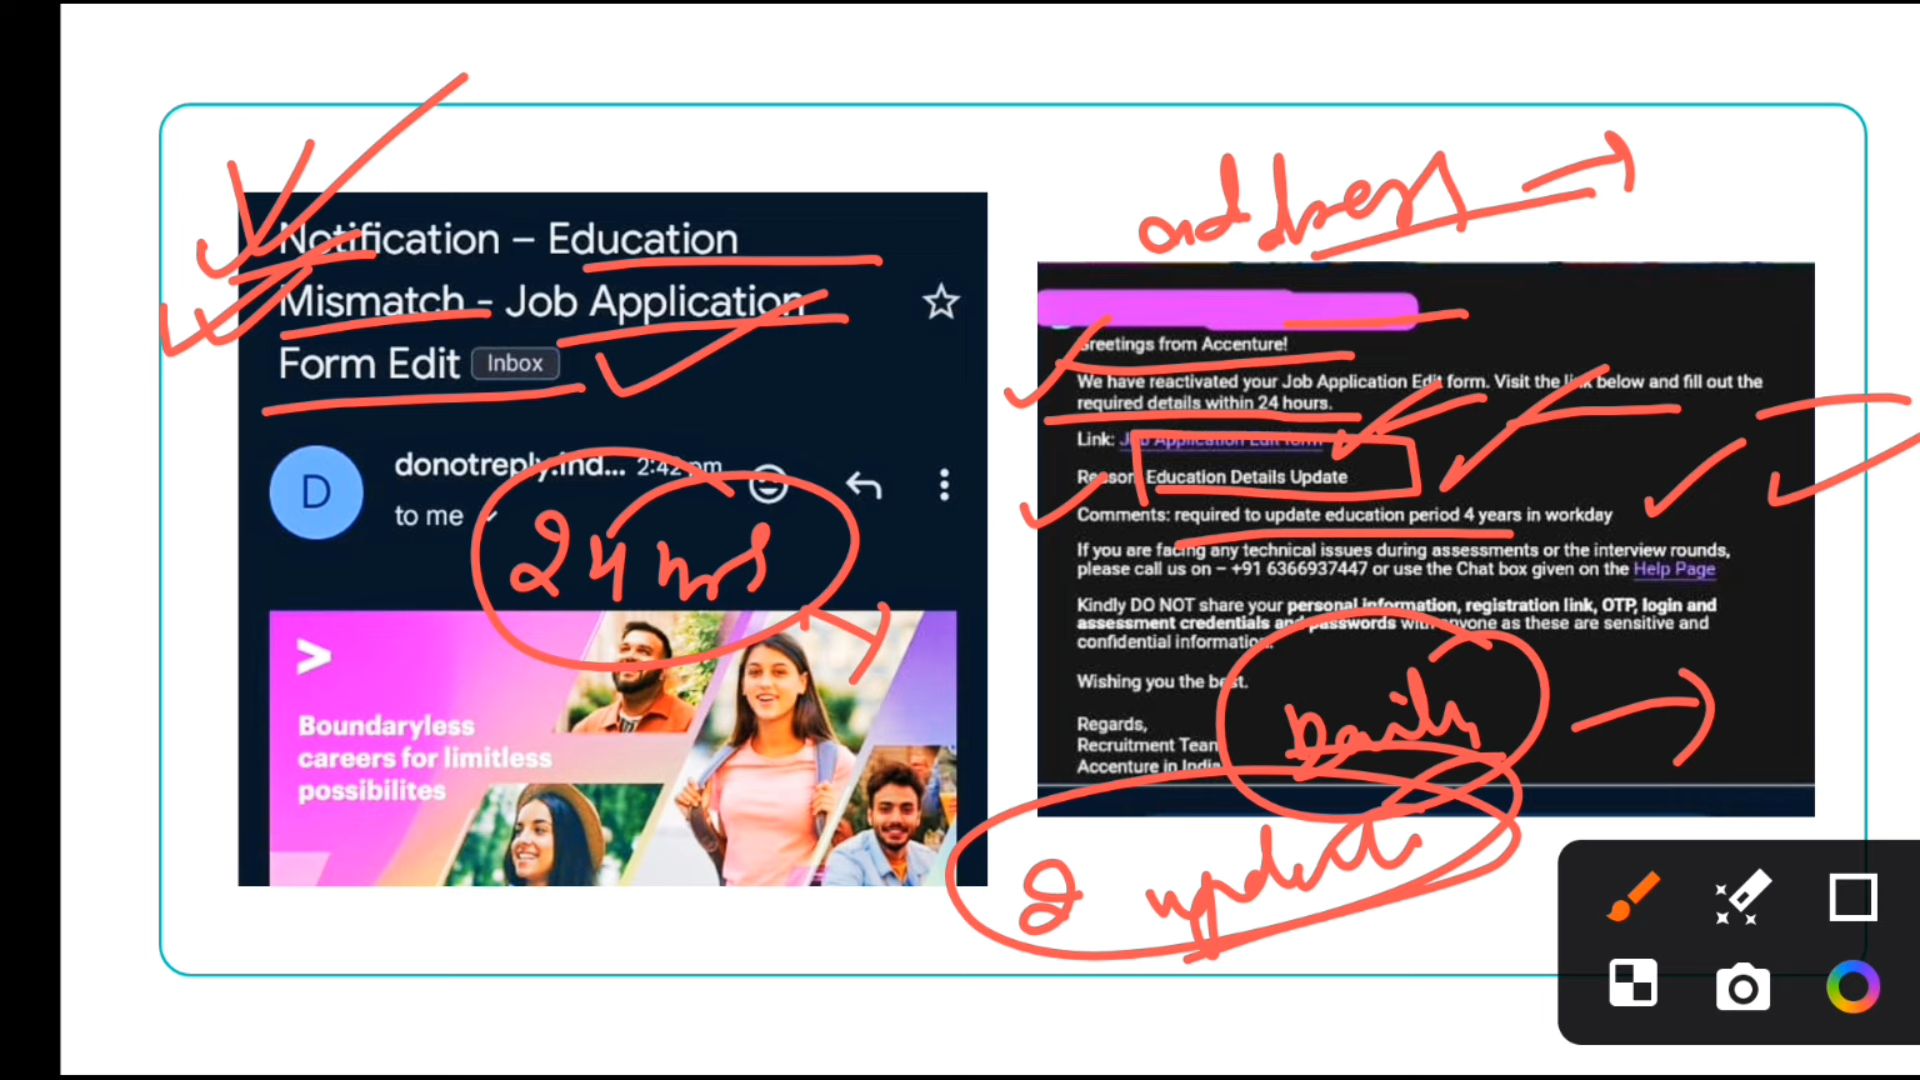 Notification – Education
Mismatch - Job Application
Form Edit Inbox
D
donotreply.ind... 2:42 pm
to me
24 hrs
Boundaryless
careers for limitless
possibilites
address
Greetings from Accenture!
We have reactivated your Job Application Edit form. Visit the link below and fill out the
required details within 24 hours.
Link: Job Application Edit form
Reason: Education Details Update
Comments: required to update education period 4 years in workday
If you are facing any technical issues during assessments or the interview rounds,
please call us on – +91 6366937447 or use the Chat box given on the Help Page
Kindly DO NOT share your personal information, registration link, OTP, login and
assessment credentials and passwords with anyone as these are sensitive and
confidential information.
Wishing you the best.
Regards,
Recruitment Team
Accenture in India
Daily
2 update